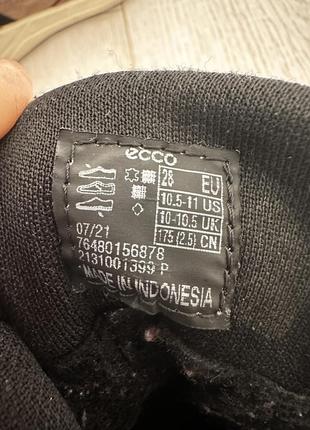 ecco
28 EU
10.5-11 US
10-10.5 UK
175 (2.5) CN
07/21
76480156878
2131001399 P
MADE IN INDONESIA